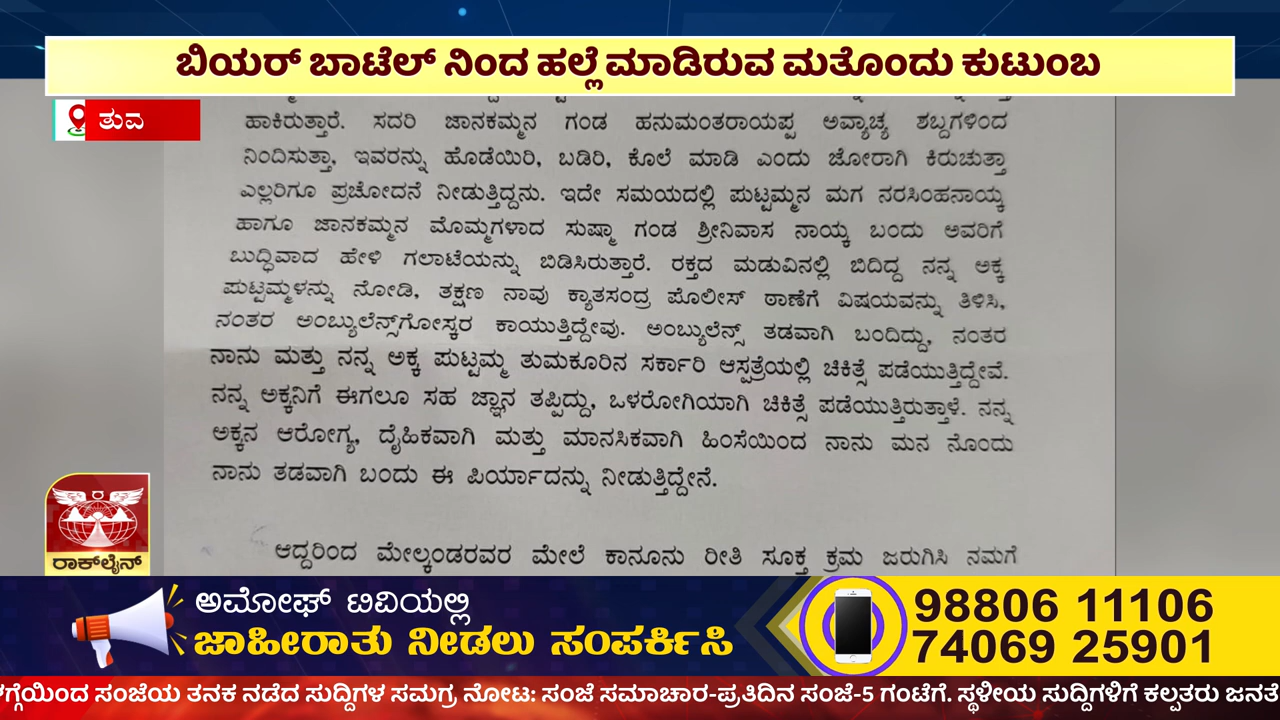 ಬಿಯರ್ ಬಾಟೆಲ್ ನಿಂದ ಹಲ್ಲೆ ಮಾಡಿರುವ ಮತೊಂದು ಕುಟುಂಬ
ತುವ
ಹಾಕಿರುತ್ತಾರೆ. ಸದರಿ ಜಾನಕಮ್ಮನ ಗಂಡ ಹನುಮಂತರಾಯಪ್ಪ ಅವ್ಯಾಚ್ಯ ಶಬ್ದಗಳಿಂದ
ನಿಂದಿಸುತ್ತಾ, ಇವರನ್ನು ಹೊಡೆಯಿರಿ, ಬಡಿರಿ, ಕೊಲೆ ಮಾಡಿ ಎಂದು ಜೋರಾಗಿ ಕಿರುಚುತ್ತಾ
ಎಲ್ಲರಿಗೂ ಪ್ರಚೋದನೆ ನೀಡುತ್ತಿದ್ದನು. ಇದೇ ಸಮಯದಲ್ಲಿ ಪುಟ್ಟಮ್ಮನ ಮಗ ನರಸಿಂಹನಾಯ್ಕ
ಹಾಗೂ ಜಾನಕಮ್ಮನ ಮೊಮ್ಮಗಳಾದ ಸುಷ್ಮಾ ಗಂಡ ಶ್ರೀನಿವಾಸ ನಾಯ್ಕ ಬಂದು ಅವರಿಗೆ
ಬುದ್ಧಿವಾದ ಹೇಳಿ ಗಲಾಟೆಯನ್ನು ಬಿಡಿಸಿರುತ್ತಾರೆ. ರಕ್ತದ ಮಡುವಿನಲ್ಲಿ ಬಿದಿದ್ದ ನನ್ನ ಅಕ್ಕ
ಪುಟ್ಟಮ್ಮಳನ್ನು ನೋಡಿ, ತಕ್ಷಣ ನಾವು ಕ್ಯಾತಸಂದ್ರ ಪೊಲೀಸ್ ಠಾಣೆಗೆ ವಿಷಯವನ್ನು ತಿಳಿಸಿ,
ನಂತರ ಅಂಬ್ಯುಲೆನ್ಸ್‌ಗೋಸ್ಕರ ಕಾಯುತ್ತಿದ್ದೇವು. ಅಂಬ್ಯುಲೆನ್ಸ್ ತಡವಾಗಿ ಬಂದಿದ್ದು, ನಂತರ
ನಾನು ಮತ್ತು ನನ್ನ ಅಕ್ಕ ಪುಟ್ಟಮ್ಮ ತುಮಕೂರಿನ ಸರ್ಕಾರಿ ಆಸ್ಪತ್ರೆಯಲ್ಲಿ ಚಿಕಿತ್ಸೆ ಪಡೆಯುತ್ತಿದ್ದೇವೆ.
ನನ್ನ ಅಕ್ಕನಿಗೆ ಈಗಲೂ ಸಹ ಜ್ಞಾನ ತಪ್ಪಿದ್ದು, ಒಳರೋಗಿಯಾಗಿ ಚಿಕಿತ್ಸೆ ಪಡೆಯುತ್ತಿರುತ್ತಾಳೆ. ನನ್ನ
ಅಕ್ಕನ ಆರೋಗ್ಯ, ದೈಹಿಕವಾಗಿ ಮತ್ತು ಮಾನಸಿಕವಾಗಿ ಹಿಂಸೆಯಿಂದ ನಾನು ಮನ ನೊಂದು
ನಾನು ತಡವಾಗಿ ಬಂದು ಈ ಪಿರ್ಯಾದನ್ನು ನೀಡುತ್ತಿದ್ದೇನೆ.
ಆದ್ದರಿಂದ ಮೇಲ್ಕಂಡರವರ ಮೇಲೆ ಕಾನೂನು ರೀತಿ ಸೂಕ್ತ ಕ್ರಮ ಜರುಗಿಸಿ ನಮಗೆ
ರಾಕ್‌ಲೈನ್
ಅಮೋಘ್ ಟಿವಿಯಲ್ಲಿ
ಜಾಹೀರಾತು ನೀಡಲು ಸಂಪರ್ಕಿಸಿ
98806 11106
74069 25901
ಳಗ್ಗೆಯಿಂದ ಸಂಜೆಯ ತನಕ ನಡೆದ ಸುದ್ದಿಗಳ ಸಮಗ್ರ ನೋಟ: ಸಂಜೆ ಸಮಾಚಾರ-ಪ್ರತಿದಿನ ಸಂಜೆ-5 ಗಂಟೆಗೆ. ಸ್ಥಳೀಯ ಸುದ್ದಿಗಳಿಗೆ ಕಲ್ಪತರು ಜನತೆ